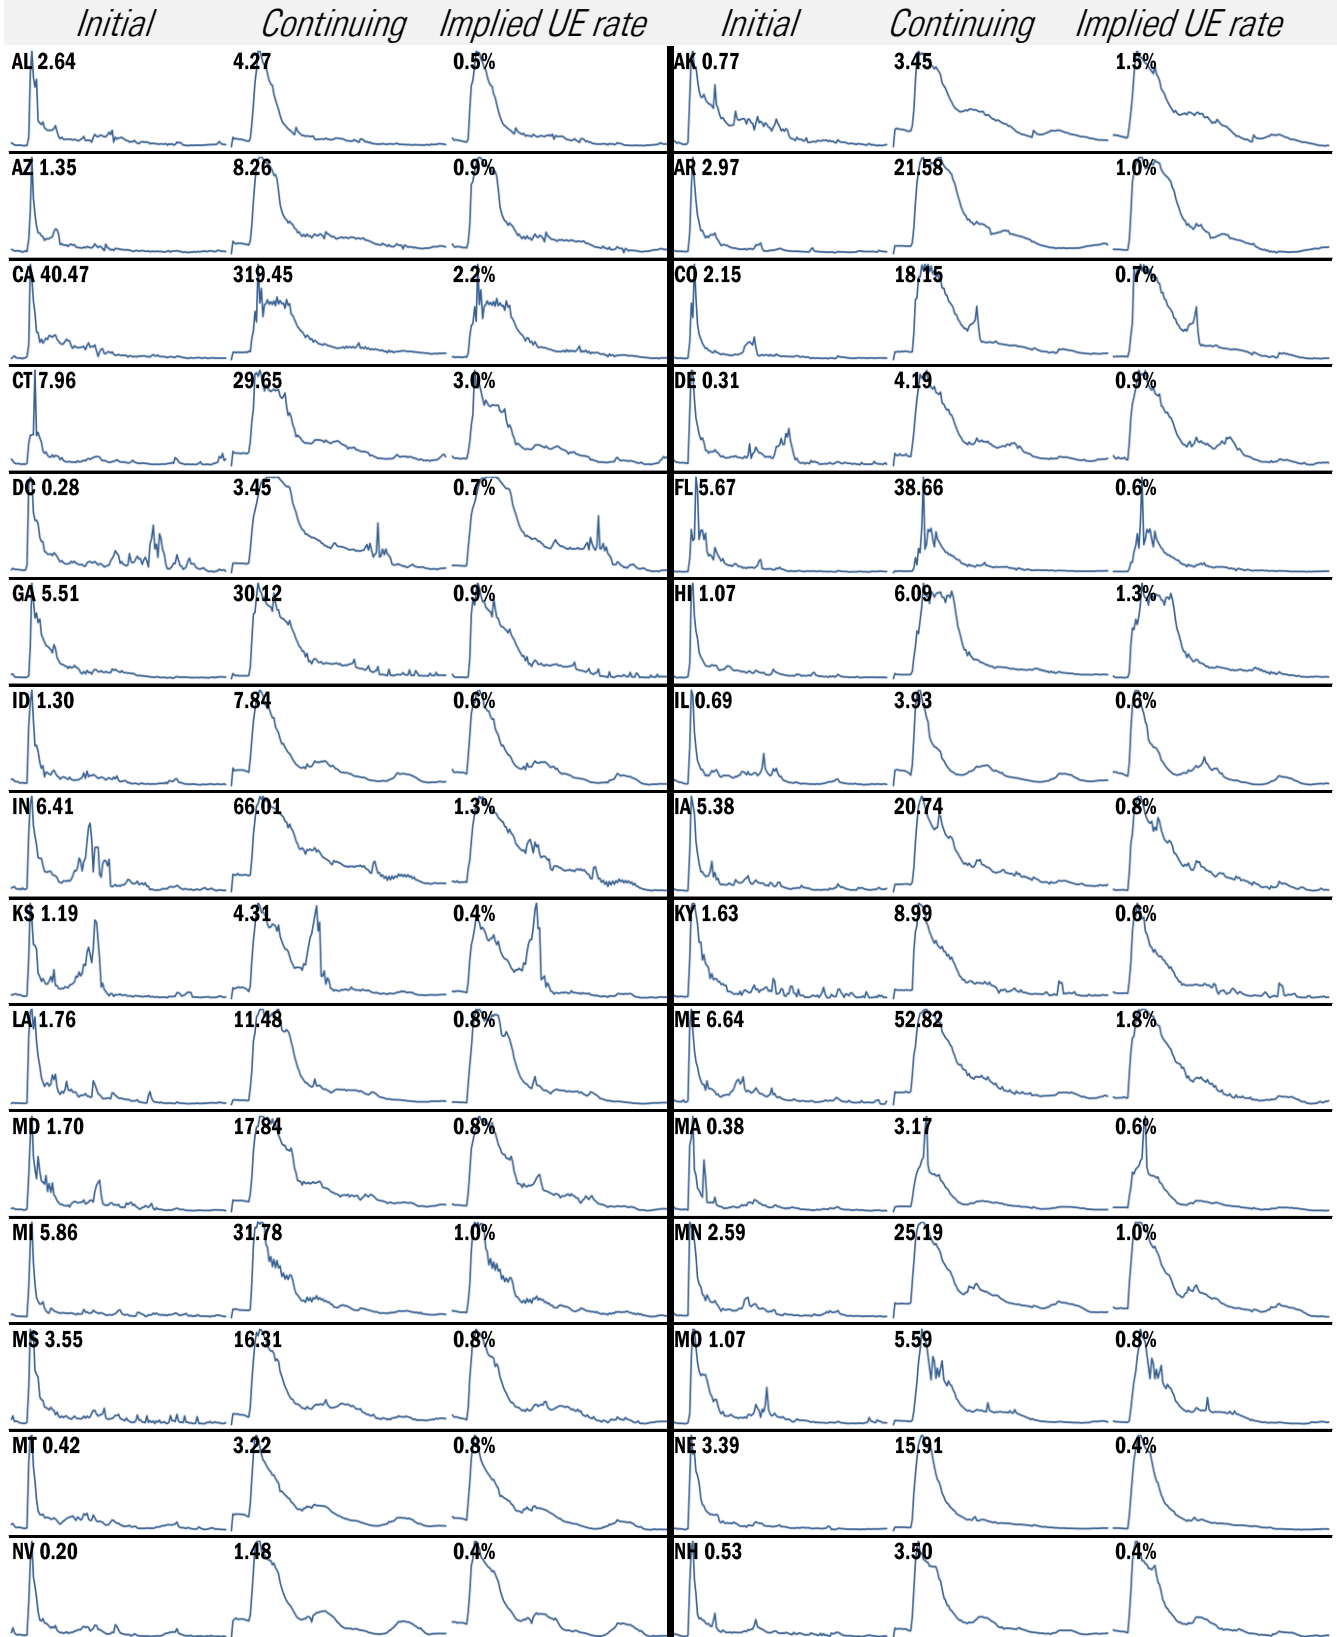 Initial Continuing Implied UE rate Initial Continuing Implied UE rate
AL 2.64 4.27 0.5% AK 0.77 3.45 1.5%
AZ 1.35 8.26 0.9% AR 2.97 21.58 1.0%
CA 40.47 319.45 2.2% CO 2.15 18.15 0.7%
CT 7.96 29.65 3.0% DE 0.31 4.19 0.9%
DC 0.28 3.45 0.7% FL 5.67 38.66 0.6%
GA 5.51 30.12 0.9% HI 1.07 6.09 1.3%
ID 1.30 7.84 0.6% IL 0.69 3.93 0.6%
IN 6.41 66.01 1.3% IA 5.38 20.74 0.8%
KS 1.19 4.31 0.4% KY 1.63 8.99 0.6%
LA 1.76 11.48 0.8% ME 6.64 52.82 1.8%
MD 1.70 17.84 0.8% MA 0.38 3.17 0.6%
MI 5.86 31.78 1.0% MN 2.59 25.19 1.0%
MS 3.55 16.31 0.8% MO 1.07 5.59 0.8%
MT 0.42 3.22 0.8% NE 3.39 15.91 0.4%
NV 0.20 1.48 0.4% NH 0.53 3.50 0.4%